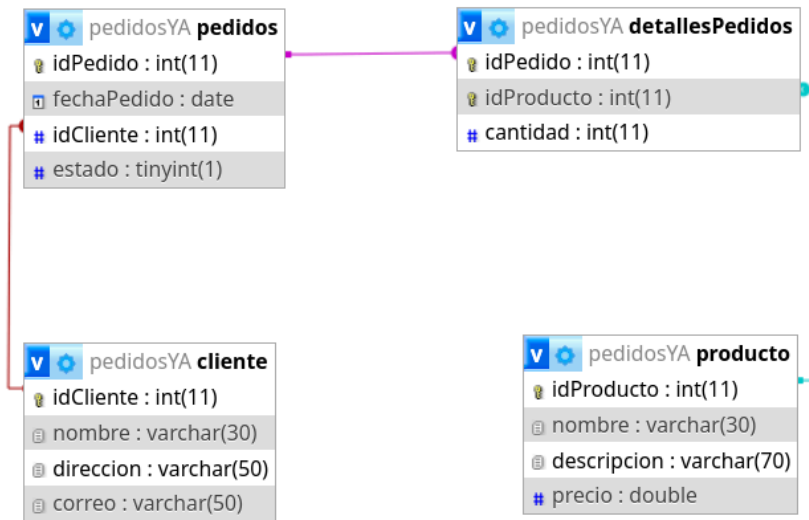 v pedidosYA pedidos
idPedido : int(11)
fechaPedido : date
# idCliente : int(11)
# estado : tinyint(1)
v pedidosYA detallesPedidos
idPedido : int(11)
idProducto : int(11)
# cantidad : int(11)
v pedidosYA cliente
idCliente : int(11)
nombre : varchar(30)
direccion : varchar(50)
correo : varchar(50)
v pedidosYA producto
idProducto : int(11)
nombre : varchar(30)
descripcion : varchar(70)
# precio : double